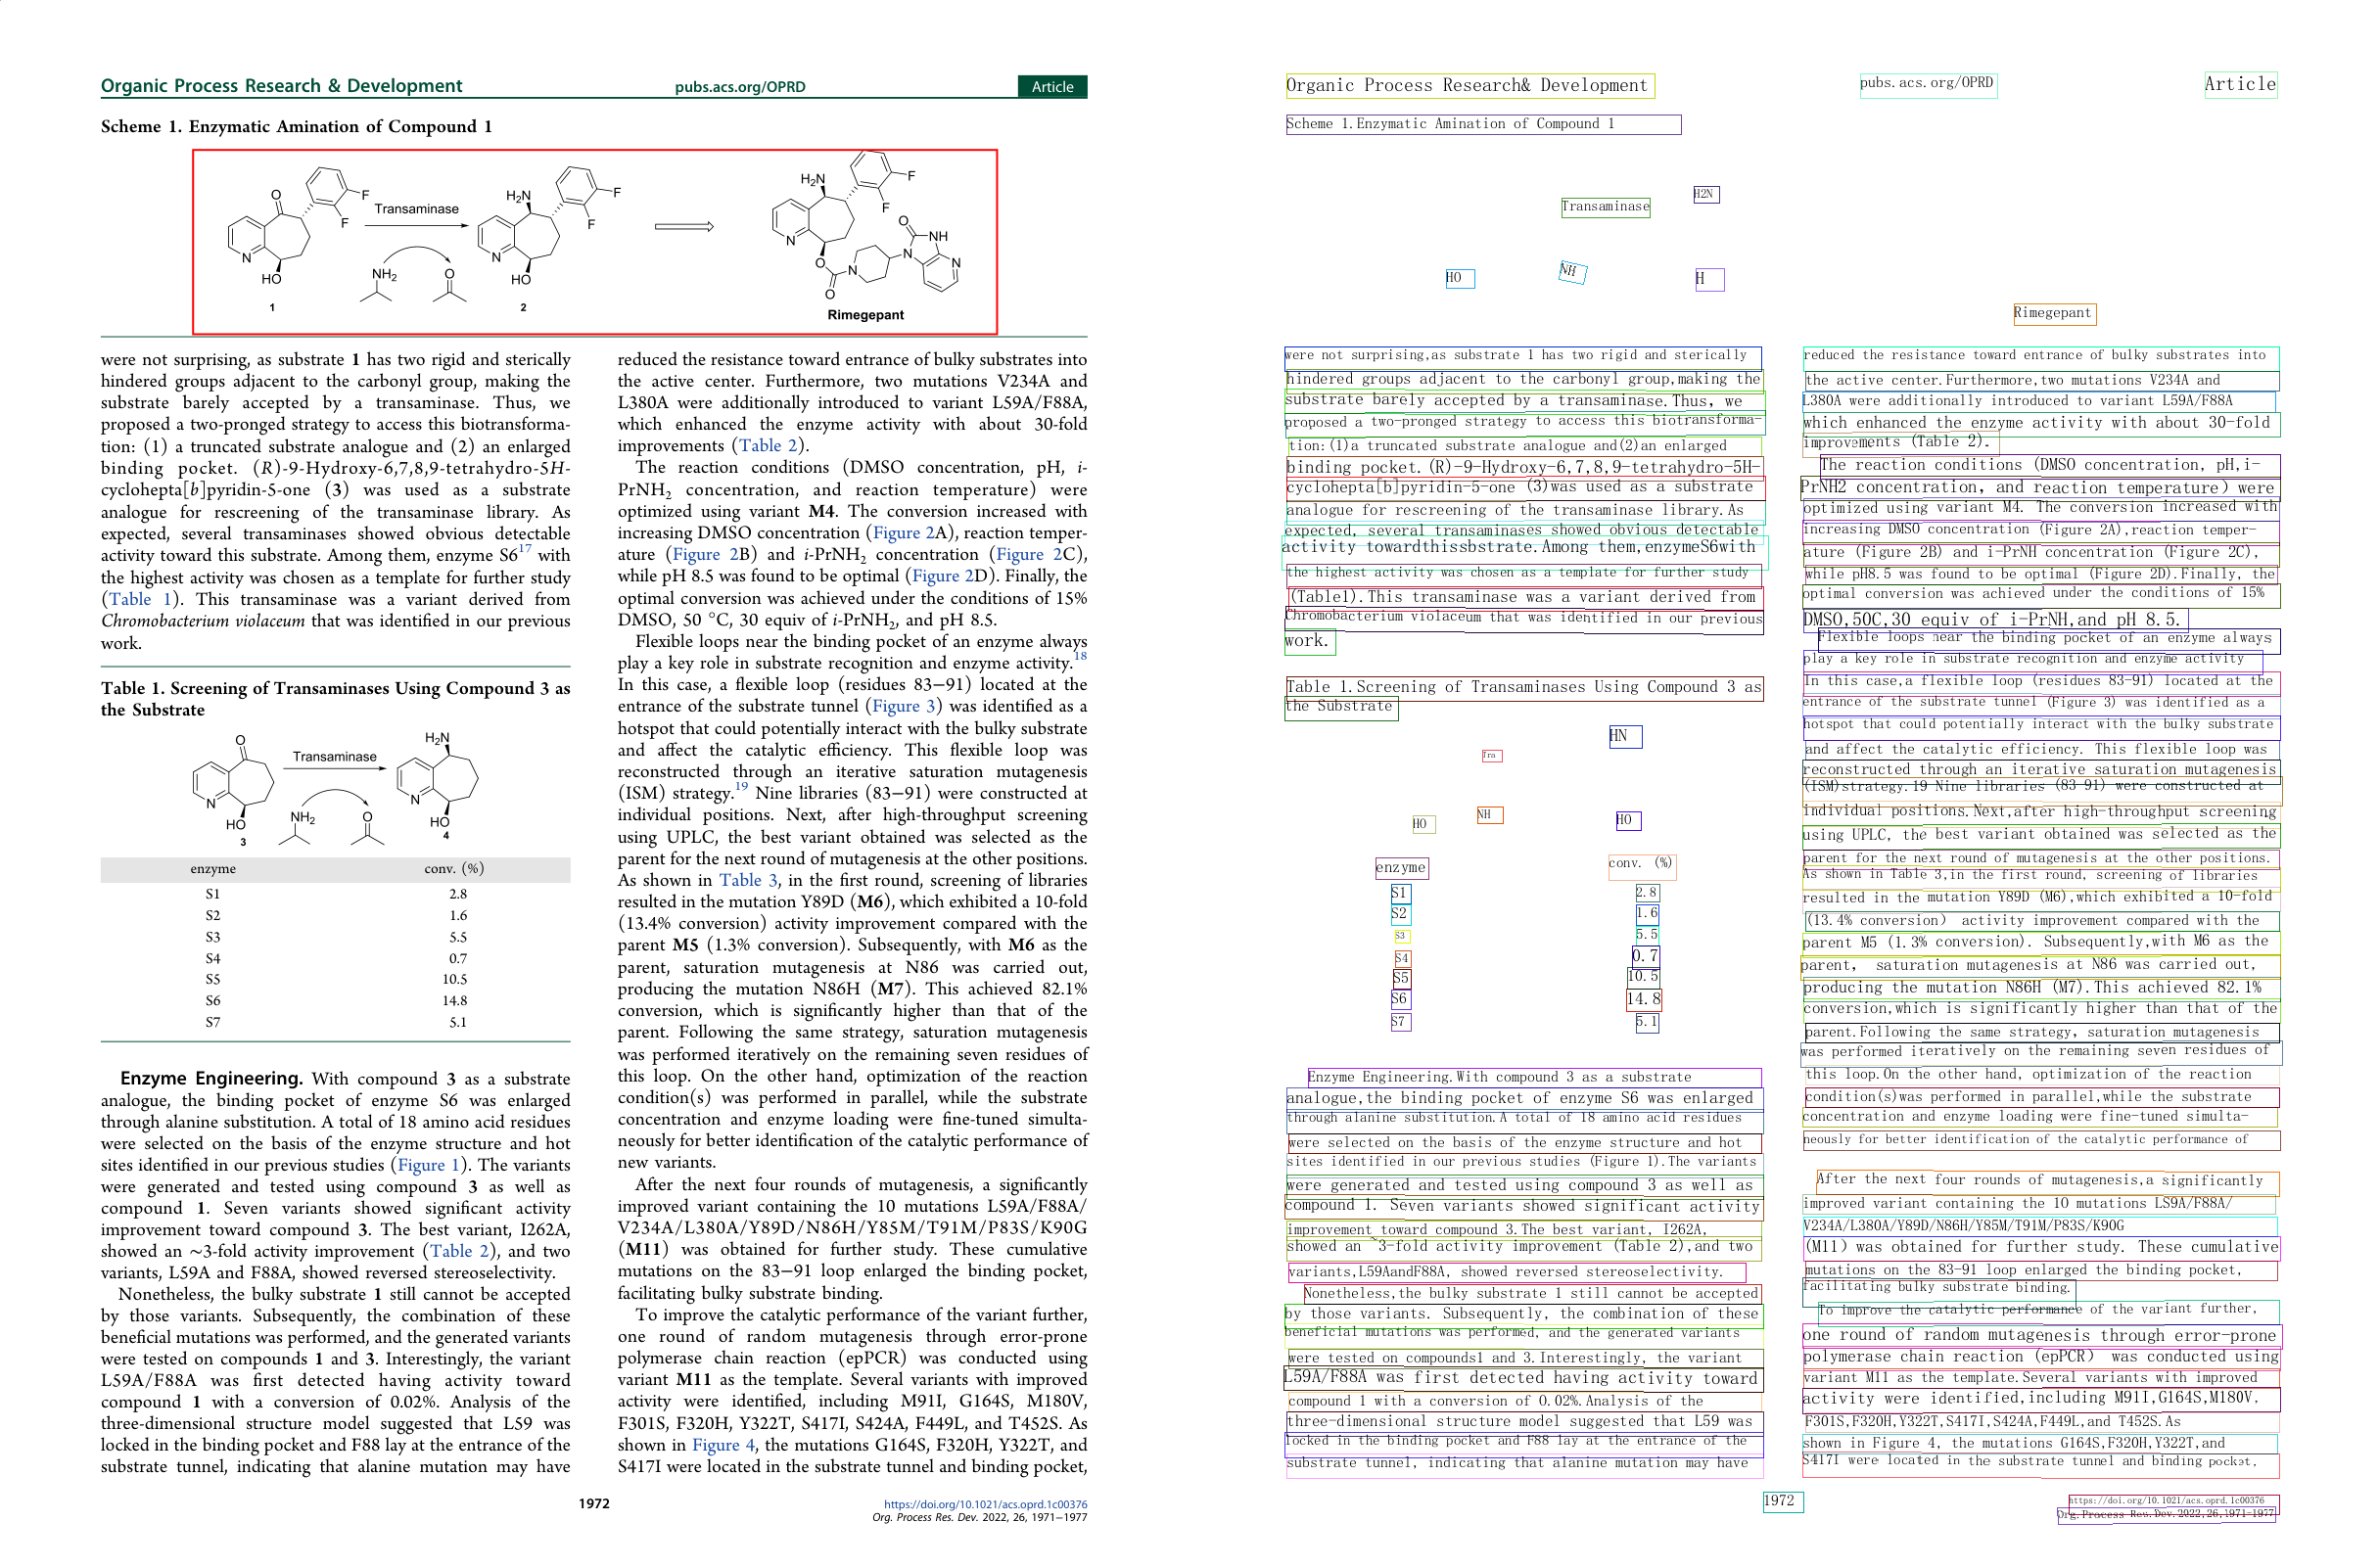 Organic Process Research & Development
pubs.acs.org/OPRD
Article
Scheme 1. Enzymatic Amination of Compound 1
O
F
F
N
HO
1
Transaminase
NH2
O
H2N
F
F
N
HO
2
H2N
F
F
N
O
O
N
O
N
NH
N
Rimegepant
were not surprising, as substrate 1 has two rigid and sterically
hindered groups adjacent to the carbonyl group, making the
substrate barely accepted by a transaminase. Thus, we
proposed a two-pronged strategy to access this biotransforma-
tion: (1) a truncated substrate analogue and (2) an enlarged
binding pocket. (R)-9-Hydroxy-6,7,8,9-tetrahydro-5H-
cyclohepta[b]pyridin-5-one (3) was used as a substrate
analogue for rescreening of the transaminase library. As
expected, several transaminases showed obvious detectable
activity toward this substrate. Among them, enzyme S617 with
the highest activity was chosen as a template for further study
(Table 1). This transaminase was a variant derived from
Chromobacterium violaceum that was identified in our previous
work.
Table 1. Screening of Transaminases Using Compound 3 as
the Substrate
O
N
HO
3
Transaminase
NH2
O
H2N
N
HO
4
enzyme conv. (%)
S1 2.8
S2 1.6
S3 5.5
S4 0.7
S5 10.5
S6 14.8
S7 5.1
Enzyme Engineering. With compound 3 as a substrate
analogue, the binding pocket of enzyme S6 was enlarged
through alanine substitution. A total of 18 amino acid residues
were selected on the basis of the enzyme structure and hot
sites identified in our previous studies (Figure 1). The variants
were generated and tested using compound 3 as well as
compound 1. Seven variants showed significant activity
improvement toward compound 3. The best variant, I262A,
showed an ~3-fold activity improvement (Table 2), and two
variants, L59A and F88A, showed reversed stereoselectivity.
Nonetheless, the bulky substrate 1 still cannot be accepted
by those variants. Subsequently, the combination of these
beneficial mutations was performed, and the generated variants
were tested on compounds 1 and 3. Interestingly, the variant
L59A/F88A was first detected having activity toward
compound 1 with a conversion of 0.02%. Analysis of the
three-dimensional structure model suggested that L59 was
locked in the binding pocket and F88 lay at the entrance of the
substrate tunnel, indicating that alanine mutation may have
reduced the resistance toward entrance of bulky substrates into
the active center. Furthermore, two mutations V234A and
L380A were additionally introduced to variant L59A/F88A,
which enhanced the enzyme activity with about 30-fold
improvements (Table 2).
The reaction conditions (DMSO concentration, pH, i-
PrNH2 concentration, and reaction temperature) were
optimized using variant M4. The conversion increased with
increasing DMSO concentration (Figure 2A), reaction temper-
ature (Figure 2B) and i-PrNH2 concentration (Figure 2C),
while pH 8.5 was found to be optimal (Figure 2D). Finally, the
optimal conversion was achieved under the conditions of 15%
DMSO, 50 °C, 30 equiv of i-PrNH2, and pH 8.5.
Flexible loops near the binding pocket of an enzyme always
play a key role in substrate recognition and enzyme activity.18
In this case, a flexible loop (residues 83−91) located at the
entrance of the substrate tunnel (Figure 3) was identified as a
hotspot that could potentially interact with the bulky substrate
and affect the catalytic efficiency. This flexible loop was
reconstructed through an iterative saturation mutagenesis
(ISM) strategy.19 Nine libraries (83−91) were constructed at
individual positions. Next, after high-throughput screening
using UPLC, the best variant obtained was selected as the
parent for the next round of mutagenesis at the other positions.
As shown in Table 3, in the first round, screening of libraries
resulted in the mutation Y89D (M6), which exhibited a 10-fold
(13.4% conversion) activity improvement compared with the
parent M5 (1.3% conversion). Subsequently, with M6 as the
parent, saturation mutagenesis at N86 was carried out,
producing the mutation N86H (M7). This achieved 82.1%
conversion, which is significantly higher than that of the
parent. Following the same strategy, saturation mutagenesis
was performed iteratively on the remaining seven residues of
this loop. On the other hand, optimization of the reaction
condition(s) was performed in parallel, while the substrate
concentration and enzyme loading were fine-tuned simulta-
neously for better identification of the catalytic performance of
new variants.
After the next four rounds of mutagenesis, a significantly
improved variant containing the 10 mutations L59A/F88A/
V234A/L380A/Y89D/N86H/Y85M/T91M/P83S/K90G
(M11) was obtained for further study. These cumulative
mutations on the 83−91 loop enlarged the binding pocket,
facilitating bulky substrate binding.
To improve the catalytic performance of the variant further,
one round of random mutagenesis through error-prone
polymerase chain reaction (epPCR) was conducted using
variant M11 as the template. Several variants with improved
activity were identified, including M91I, G164S, M180V,
F301S, F320H, Y322T, S417I, S424A, F449L, and T452S. As
shown in Figure 4, the mutations G164S, F320H, Y322T, and
S417I were located in the substrate tunnel and binding pocket,
1972
https://doi.org/10.1021/acs.oprd.1c00376
Org. Process Res. Dev. 2022, 26, 1971−1977
Organic Process Research& Development
pubs.acs.org/OPRD
Article
Scheme 1.Enzymatic Amination of Compound 1
H2N
Transaminase
HO
NH
H
Rimegepant
were not surprising,as substrate 1 has two rigid and sterically
hindered groups adjacent to the carbonyl group,making the
substrate barely accepted by a transaminase.Thus, we
proposed a two-pronged strategy to access this biotransforma-
tion:(1)a truncated substrate analogue and(2)an enlarged
binding pocket.(R)-9-Hydroxy-6,7,8,9-tetrahydro-5H-
cyclohepta[b]pyridin-5-one (3)was used as a substrate
analogue for rescreening of the transaminase library.As
expected, several transaminases showed obvious detectable
activity towardthissbstrate.Among them,enzymeS6with
the highest activity was chosen as a template for further study
(Table1).This transaminase was a variant derived from
Chromobacterium violaceum that was identified in our previous
work.
Table 1.Screening of Transaminases Using Compound 3 as
the Substrate
HN
Trn
NH
HO
HO
enzyme conv. (%)
S1 2.8
S2 1.6
S3 5.5
S4 0.7
S5 10.5
S6 14.8
S7 5.1
Enzyme Engineering.With compound 3 as a substrate
analogue,the binding pocket of enzyme S6 was enlarged
through alanine substitution.A total of 18 amino acid residues
were selected on the basis of the enzyme structure and hot
sites identified in our previous studies (Figure 1).The variants
were generated and tested using compound 3 as well as
compound 1. Seven variants showed significant activity
improvement toward compound 3.The best variant, I262A,
showed an ~3-fold activity improvement (Table 2),and two
variants,L59AandF88A, showed reversed stereoselectivity.
Nonetheless,the bulky substrate 1 still cannot be accepted
by those variants. Subsequently, the combination of these
beneficial mutations was performed, and the generated variants
were tested on compounds1 and 3.Interestingly, the variant
L59A/F88A was first detected having activity toward
compound 1 with a conversion of 0.02%.Analysis of the
three-dimensional structure model suggested that L59 was
locked in the binding pocket and F88 lay at the entrance of the
substrate tunnel, indicating that alanine mutation may have
reduced the resistance toward entrance of bulky substrates into
the active center.Furthermore,two mutations V234A and
L380A were additionally introduced to variant L59A/F88A
which enhanced the enzyme activity with about 30-fold
improvements (Table 2).
The reaction conditions (DMSO concentration, pH,i-
PrNH2 concentration, and reaction temperature) were
optimized using variant M4. The conversion increased with
increasing DMSO concentration (Figure 2A),reaction temper-
ature (Figure 2B) and i-PrNH concentration (Figure 2C),
while pH8.5 was found to be optimal (Figure 2D).Finally, the
optimal conversion was achieved under the conditions of 15%
DMSO,50C,30 equiv of i-PrNH,and pH 8.5.
Flexible loops near the binding pocket of an enzyme always
play a key role in substrate recognition and enzyme activity
In this case,a flexible loop (residues 83-91) located at the
entrance of the substrate tunnel (Figure 3) was identified as a
hotspot that could potentially interact with the bulky substrate
and affect the catalytic efficiency. This flexible loop was
reconstructed through an iterative saturation mutagenesis
(ISM)strategy.19 Nine libraries (83 91) were constructed at
individual positions.Next,after high-throughput screening
using UPLC, the best variant obtained was selected as the
parent for the next round of mutagenesis at the other positions.
As shown in Table 3,in the first round, screening of libraries
resulted in the mutation Y89D (M6),which exhibited a 10-fold
(13.4% conversion) activity improvement compared with the
parent M5 (1.3% conversion). Subsequently,with M6 as the
parent, saturation mutagenesis at N86 was carried out,
producing the mutation N86H (M7).This achieved 82.1%
conversion,which is significantly higher than that of the
parent.Following the same strategy, saturation mutagenesis
was performed iteratively on the remaining seven residues of
this loop.On the other hand, optimization of the reaction
condition(s)was performed in parallel,while the substrate
concentration and enzyme loading were fine-tuned simulta-
neously for better identification of the catalytic performance of
After the next four rounds of mutagenesis,a significantly
improved variant containing the 10 mutations LS9A/F88A/
V234A/L380A/Y89D/N86H/Y85M/T91M/P83S/K90G
(M11) was obtained for further study. These cumulative
mutations on the 83-91 loop enlarged the binding pocket,
facilitating bulky substrate binding.
To improve the catalytic performance of the variant further,
one round of random mutagenesis through error-prone
polymerase chain reaction (epPCR) was conducted using
variant M11 as the template.Several variants with improved
activity were identified,including M91I,G164S,M180V,
F301S,F320H,Y322T,S417I,S424A,F449L,and T452S.As
shown in Figure 4, the mutations G164S,F320H,Y322T,and
S417I were located in the substrate tunnel and binding pocket,
1972
https://doi.org/10.1021/acs.oprd.1c00376
Org.Process Res.Dev.2022,26,1971-1977